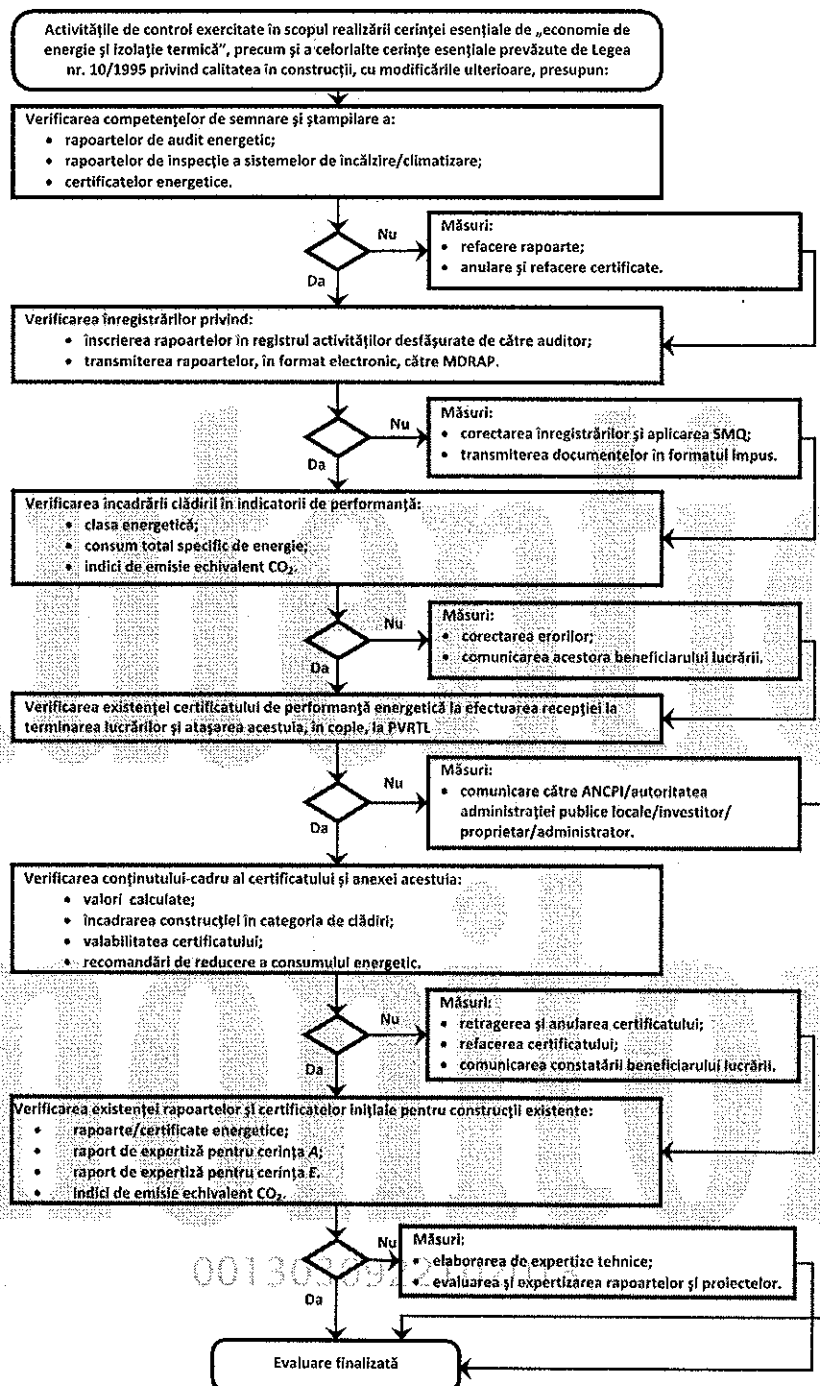 Activitățile de control exercitate în scopul realizării cerinței esențiale de „economie de
energie și izolație termică”, precum și a celorlalte cerințe esențiale prevăzute de Legea
nr. 10/1995 privind calitatea în construcții, cu modificările ulterioare, presupun:
Verificarea competențelor de semnare și ștampilare a:
• rapoartelor de audit energetic;
• rapoartelor de inspecție a sistemelor de încălzire/climatizare;
• certificatelor energetice.
Nu
Măsuri:
• refacere rapoarte;
• anulare și refacere certificate.
Da
Verificarea înregistrărilor privind:
• înscrierea rapoartelor în registrul activităților desfășurate de către auditor;
• transmiterea rapoartelor, în format electronic, către MDRAP.
Nu
Măsuri:
• corectarea înregistrărilor și aplicarea SMQ;
• transmiterea documentelor în formatul impus.
Da
Verificarea încadrării clădirii în indicatorii de performanță:
• clasa energetică;
• consum total specific de energie;
• indici de emisie echivalent CO₂.
Nu
Măsuri:
• corectarea erorilor;
• comunicarea acestora beneficiarului lucrării.
Da
Verificarea existenței certificatului de performanță energetică la efectuarea recepției la
terminarea lucrărilor și atașarea acestuia, în copie, la PVRTL
Nu
Măsuri:
• comunicare către ANCPI/autoritatea
administrației publice locale/investitor/
proprietar/administrator.
Da
Verificarea conținutului-cadru al certificatului și anexei acestuia:
• valori calculate;
• încadrarea construcției în categoria de clădiri;
• valabilitatea certificatului;
• recomandări de reducere a consumului energetic.
Nu
Măsuri:
• retragerea și anularea certificatului;
• refacerea certificatului;
• comunicarea constatării beneficiarului lucrării.
Da
Verificarea existenței rapoartelor și certificatelor inițiale pentru construcții existente:
• rapoarte/certificate energetice;
• raport de expertiză pentru cerința A;
• raport de expertiză pentru cerința E.
• indici de emisie echivalent CO₂.
Nu
Măsuri:
• elaborarea de expertize tehnice;
• evaluarea și expertizarea rapoartelor și proiectelor.
Da
Evaluare finalizată